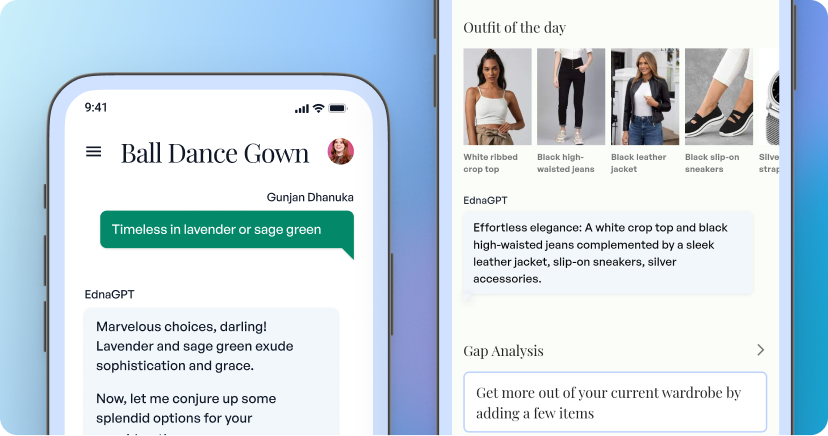 9:41
Ball Dance Gown
Gunjan Dhanuka
Timeless in lavender or sage green
EdnaGPT
Marvelous choices, darling!
Lavender and sage green exude
sophistication and grace.
Now, let me conjure up some
splendid options for your
Outfit of the day
White ribbed
crop top
Black high-
waisted jeans
Black leather
jacket
Black slip-on
sneakers
Silve
strap
EdnaGPT
Effortless elegance: A white crop top and black
high-waisted jeans complemented by a sleek
leather jacket, slip-on sneakers, silver
accessories.
Gap Analysis
Get more out of your current wardrobe by
adding a few items